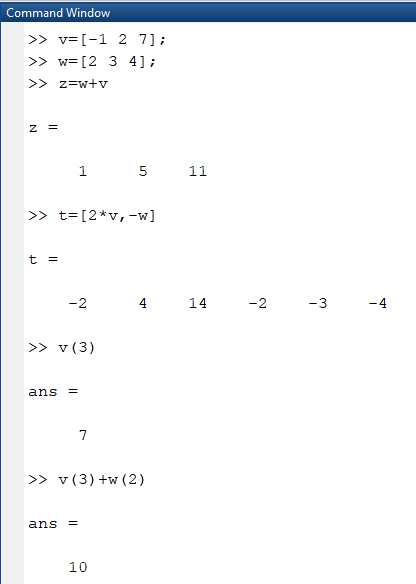 Command Window
>> v=[-1 2 7];
>> w=[2 3 4];
>> z=w+v
z =
1 5 11
>> t=[2*v,-w]
t =
-2 4 14 -2 -3 -4
>> v(3)
ans =
7
>> v(3)+w(2)
ans =
10